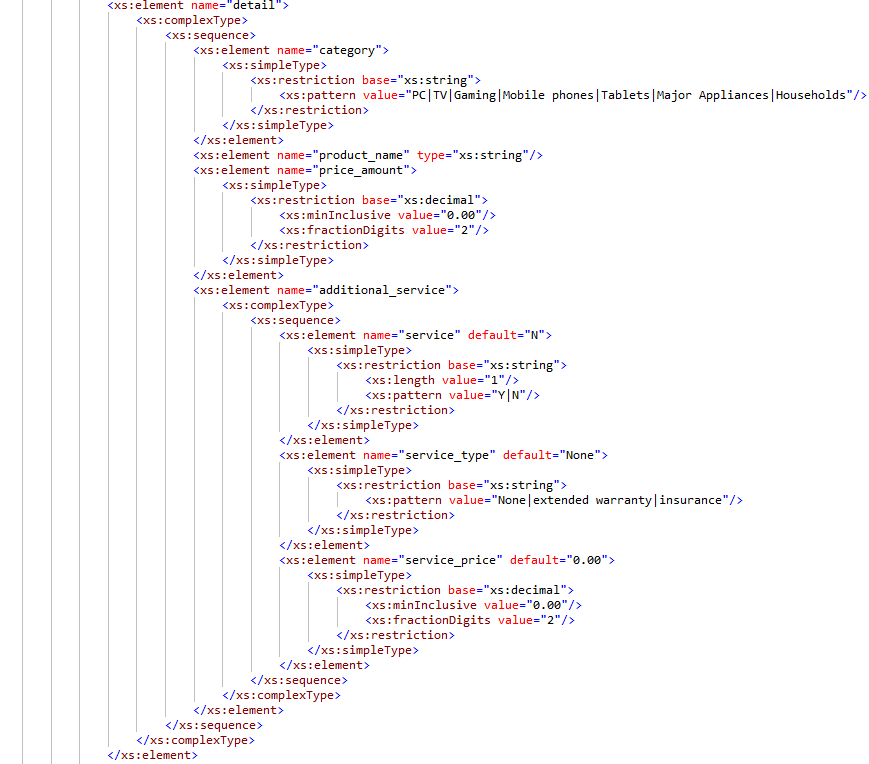 <xs:element name="detail">
<xs:complexType>
<xs:sequence>
<xs:element name="category">
<xs:simpleType>
<xs:restriction base="xs:string">
<xs:pattern value="PC|TV|Gaming|Mobile phones|Tablets|Major Appliances|Households"/>
</xs:restriction>
</xs:simpleType>
</xs:element>
<xs:element name="product_name" type="xs:string"/>
<xs:element name="price_amount">
<xs:simpleType>
<xs:restriction base="xs:decimal">
<xs:minInclusive value="0.00"/>
<xs:fractionDigits value="2"/>
</xs:restriction>
</xs:simpleType>
</xs:element>
<xs:element name="additional_service">
<xs:complexType>
<xs:sequence>
<xs:element name="service" default="N">
<xs:simpleType>
<xs:restriction base="xs:string">
<xs:length value="1"/>
<xs:pattern value="Y|N"/>
</xs:restriction>
</xs:simpleType>
</xs:element>
<xs:element name="service_type" default="None">
<xs:simpleType>
<xs:restriction base="xs:string">
<xs:pattern value="None|extended warranty|insurance"/>
</xs:restriction>
</xs:simpleType>
</xs:element>
<xs:element name="service_price" default="0.00">
<xs:simpleType>
<xs:restriction base="xs:decimal">
<xs:minInclusive value="0.00"/>
<xs:fractionDigits value="2"/>
</xs:restriction>
</xs:simpleType>
</xs:element>
</xs:sequence>
</xs:complexType>
</xs:element>
</xs:sequence>
</xs:complexType>
</xs:element>